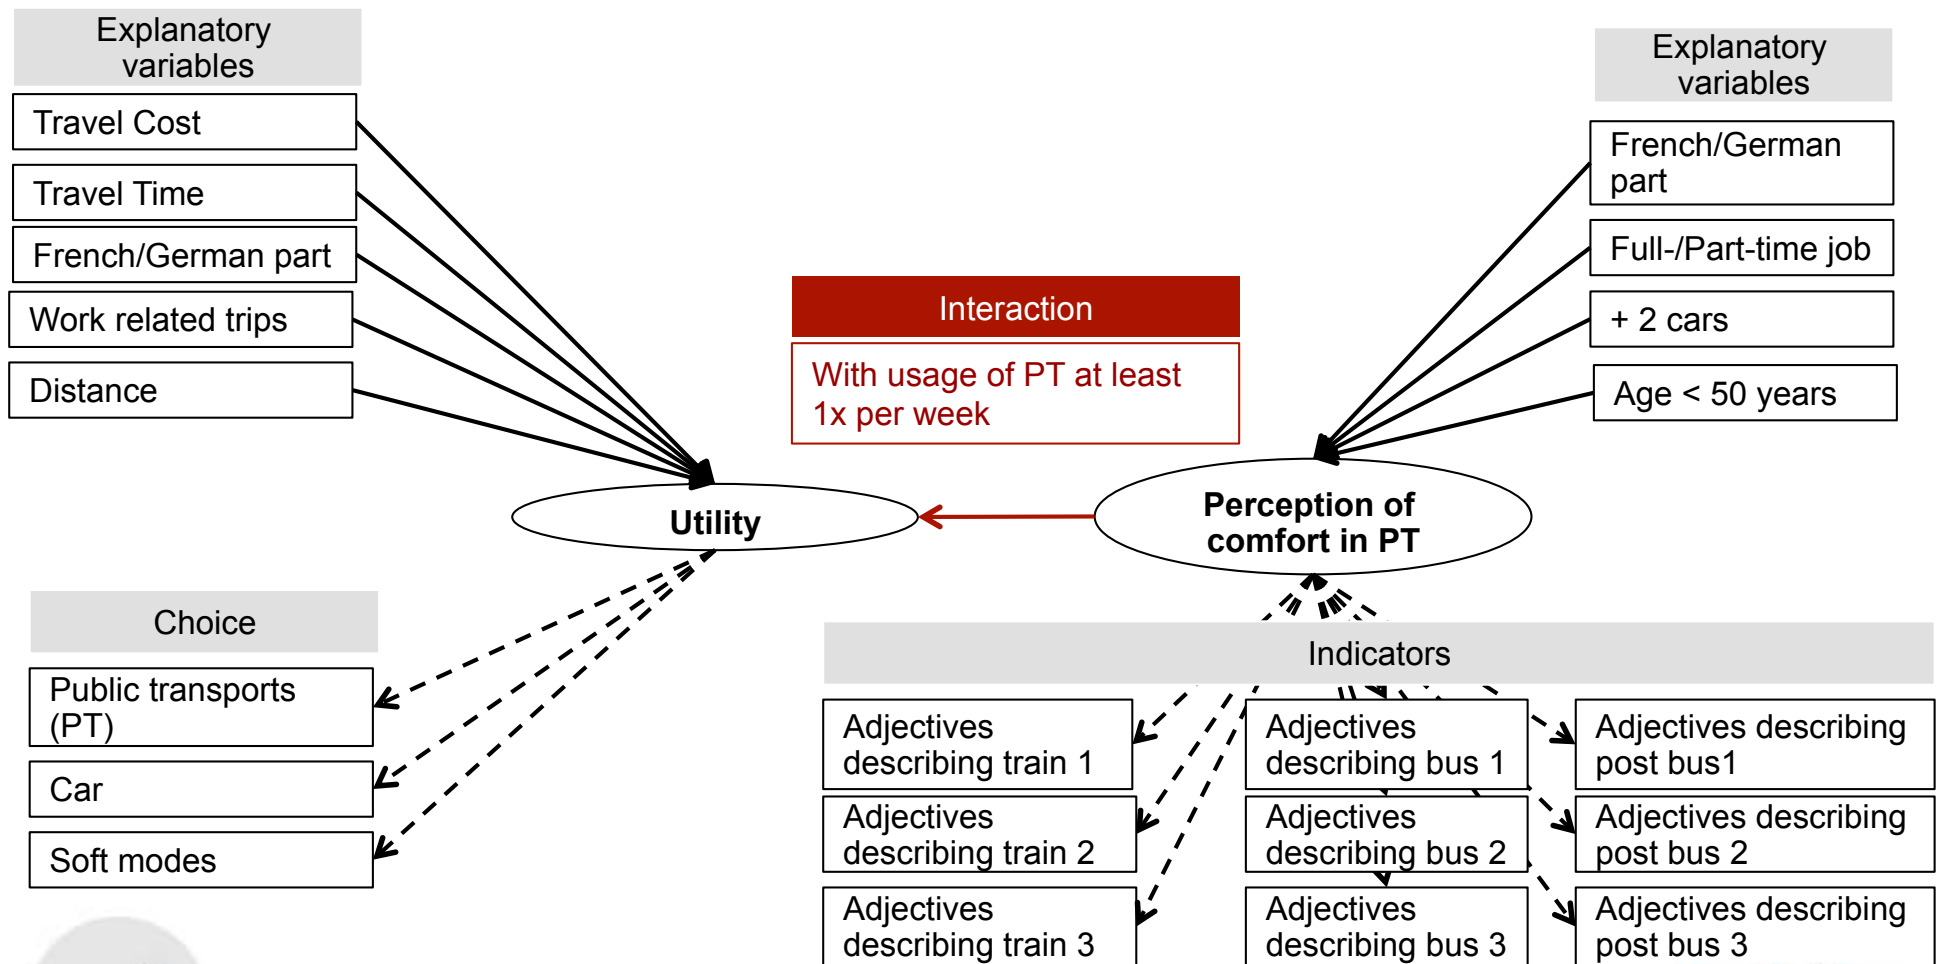 Explanatory
variables
Travel Cost
Travel Time
French/German part
Work related trips
Distance
Interaction
With usage of PT at least
1x per week
Explanatory
variables
French/German
part
Full-/Part-time job
+ 2 cars
Age < 50 years
Utility
Perception of
comfort in PT
Choice
Public transports
(PT)
Car
Soft modes
Indicators
Adjectives
describing train 1
Adjectives
describing bus 1
Adjectives describing
post bus1
Adjectives
describing train 2
Adjectives
describing bus 2
Adjectives describing
post bus 2
Adjectives
describing train 3
Adjectives
describing bus 3
Adjectives describing
post bus 3